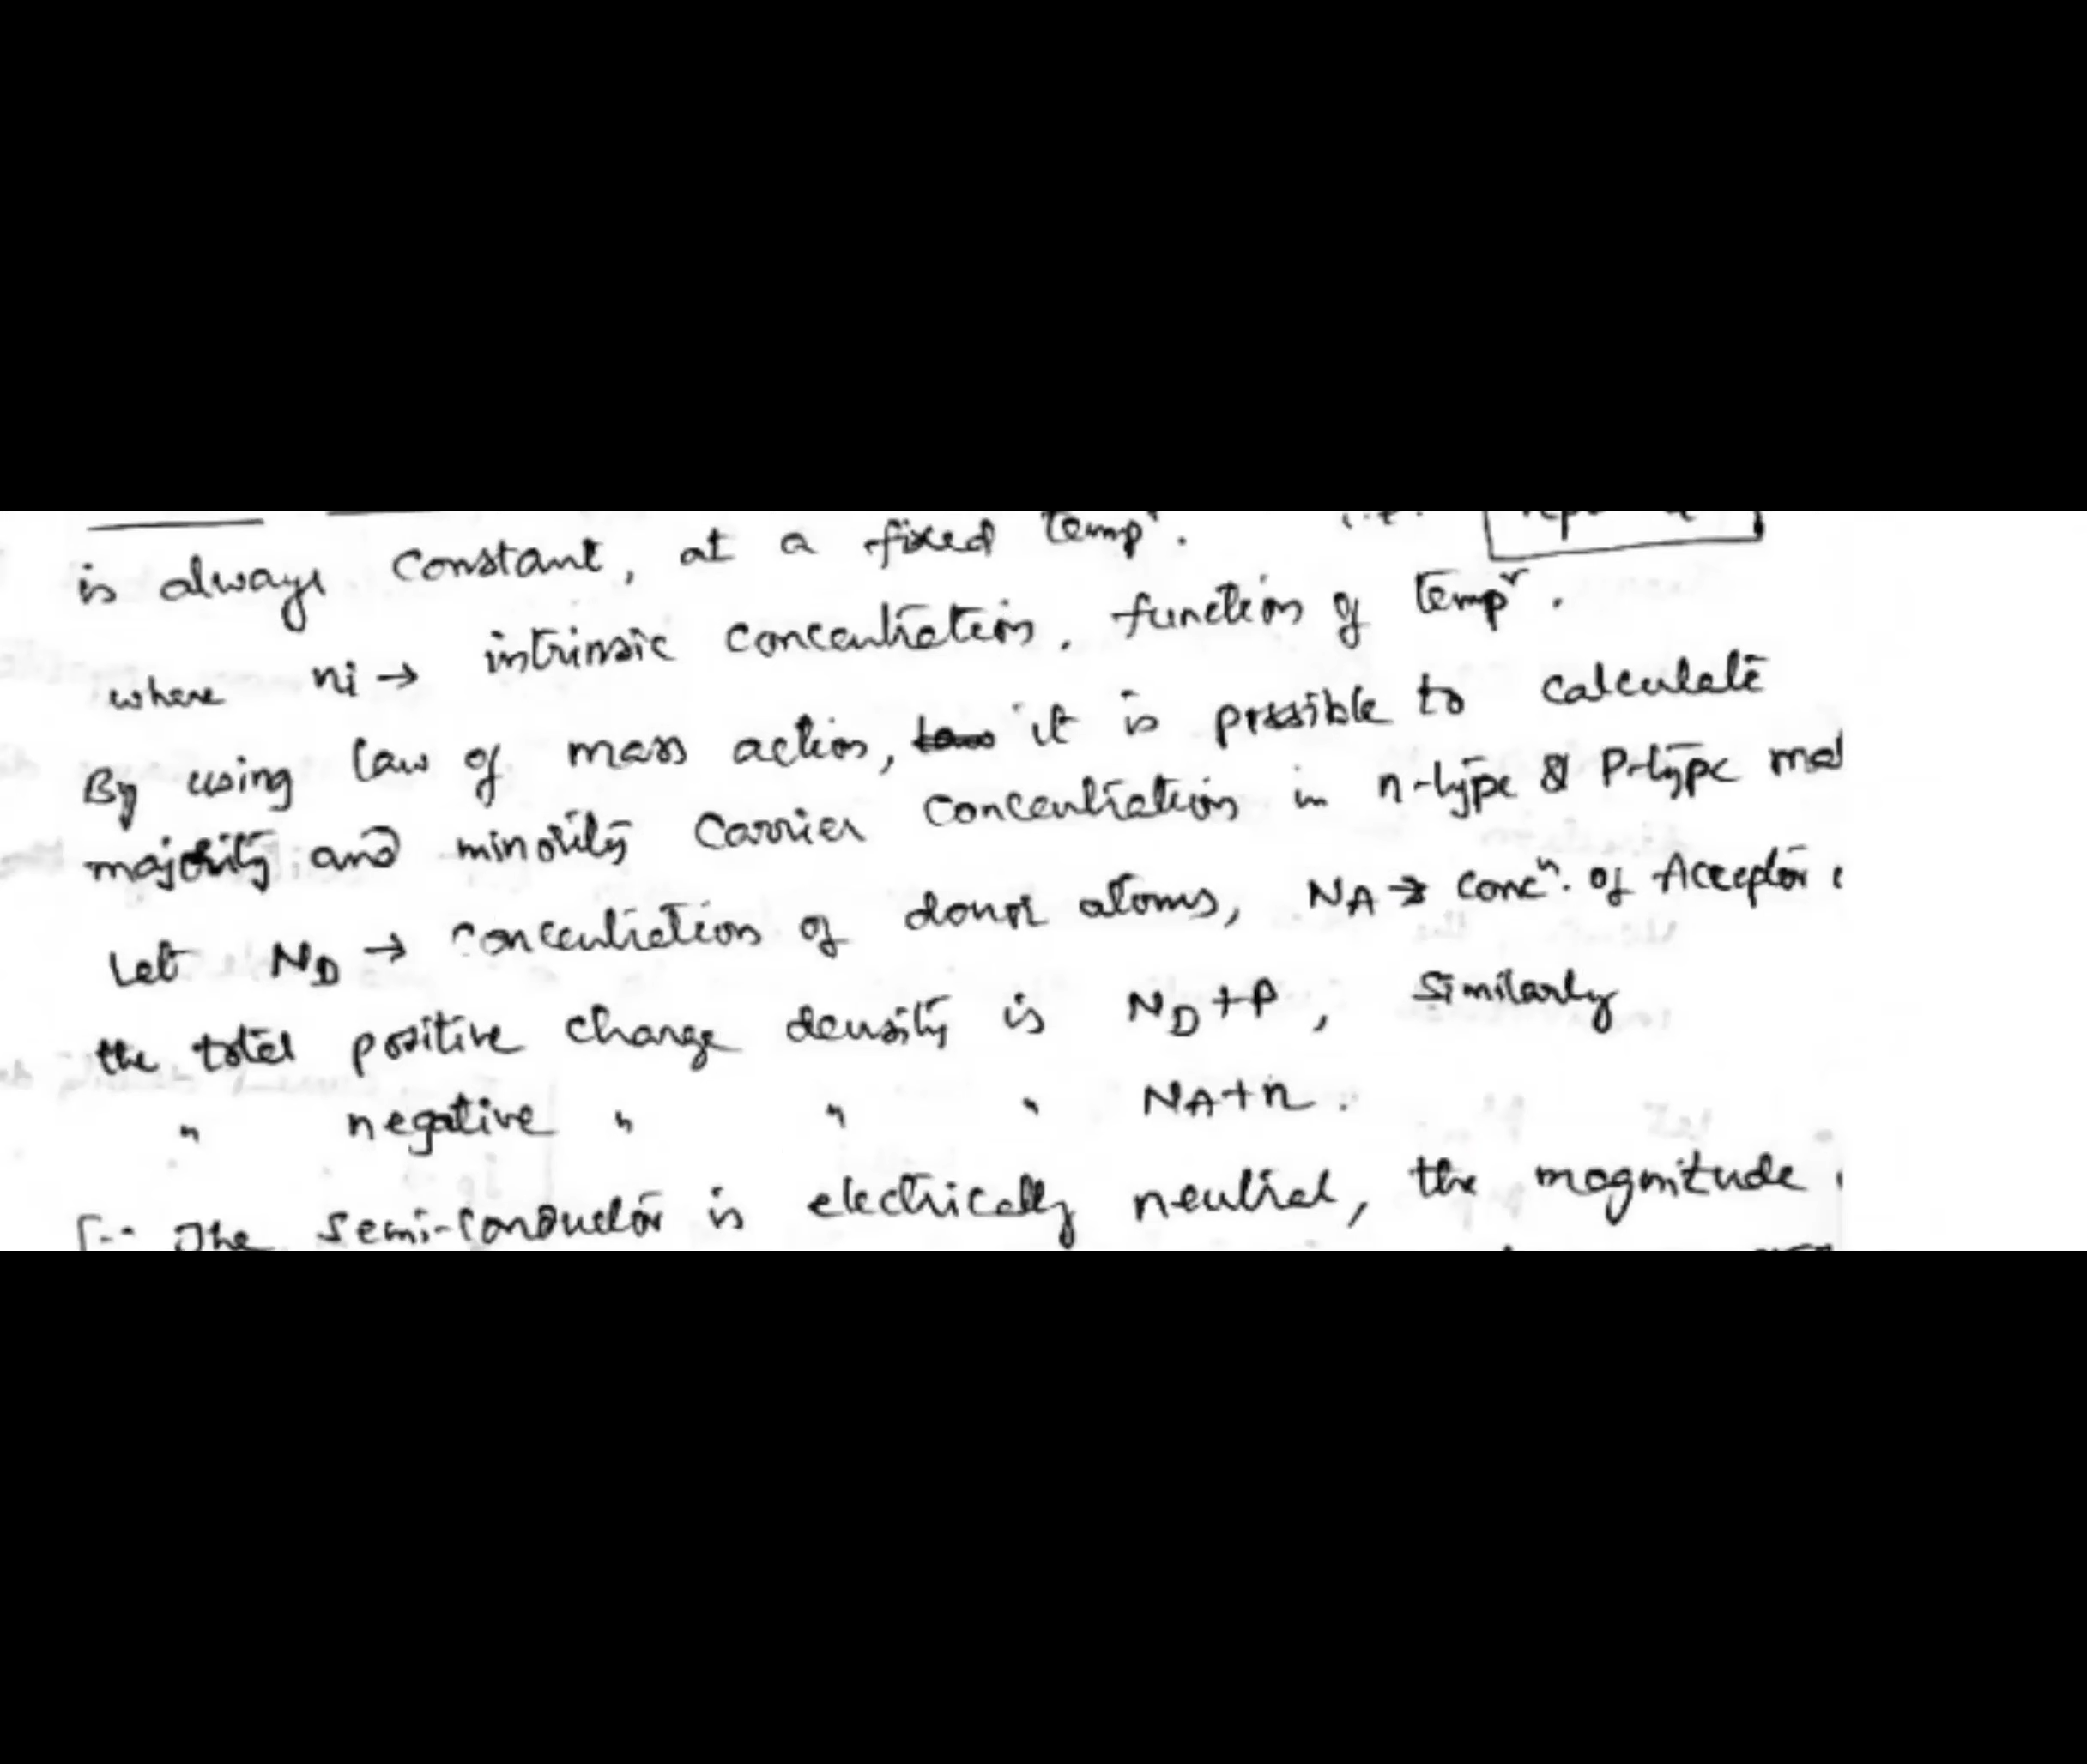 is always constant, at a fixed tempr.
where ni → intrinsic concentration, function of tempr.
By using law of mass action, it is possible to calculate
majority and minority carrier concentration in n-type & P-type
Let ND → concentration of donor atoms, NA → concn. of Acceptor
the total positive charge density is ND+P, Similarly
" negative " " " NA+n.
The semi-conductor is electrically neutral, the magnitude